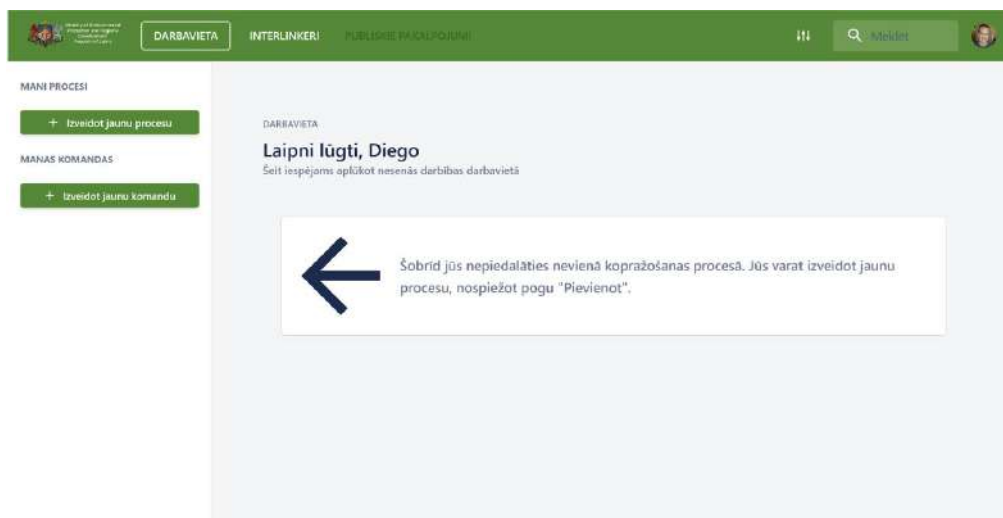 DARBAVIETA
INTERLINKERI
PUBLISKIE PAKALPOJUMI
Meklēt
MANI PROCESI
+ Izveidot jaunu procesu
MANAS KOMANDAS
+ Izveidot jaunu komandu
DARBAVIETA
Laipni lūgti, Diego
Šeit iespējams aplūkot nesenās darbības darbavietā
Šobrīd jūs nepiedalāties nevienā kopražošanas procesā. Jūs varat izveidot jaunu
procesu, nospiežot pogu "Pievienot".